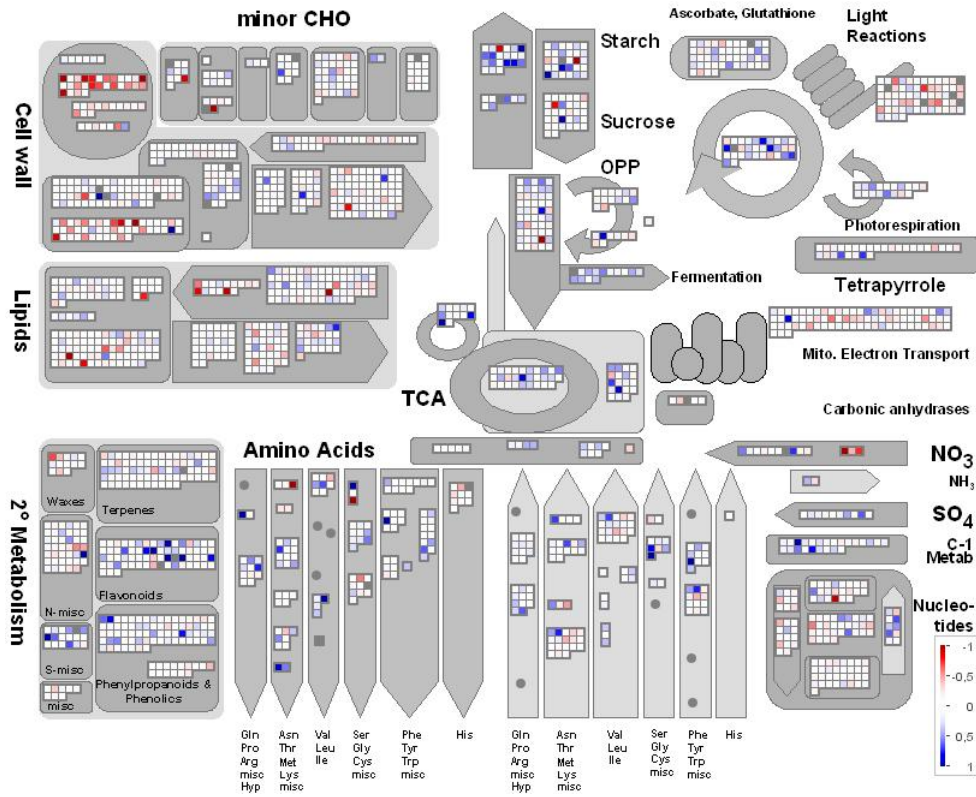 minor CHO
Cell wall
Lipids
Starch
Sucrose
OPP
Fermentation
TCA
Ascorbate, Glutathione
Light
Reactions
Photorespiration
Tetrapyrrole
Mito. Electron Transport
Carbonic anhydrases
2° Metabolism
Waxes
Terpenes
Flavonoids
N-misc
S-misc
misc
Phenylpropanoids &
Phenolics
Amino Acids
Gln
Pro
Arg
misc
Hyp
Asn
Thr
Met
Lys
misc
Val
Leu
Ile
Ser
Gly
Cys
misc
Phe
Tyr
Trp
misc
His
Gln
Pro
Arg
misc
Hyp
Asn
Thr
Met
Lys
misc
Val
Leu
Ile
Ser
Gly
Cys
misc
Phe
Tyr
Trp
misc
His
NO3
NH3
SO4
C-1
Metab
Nucleo-
tides
-1
-0,5
0
0,5
1